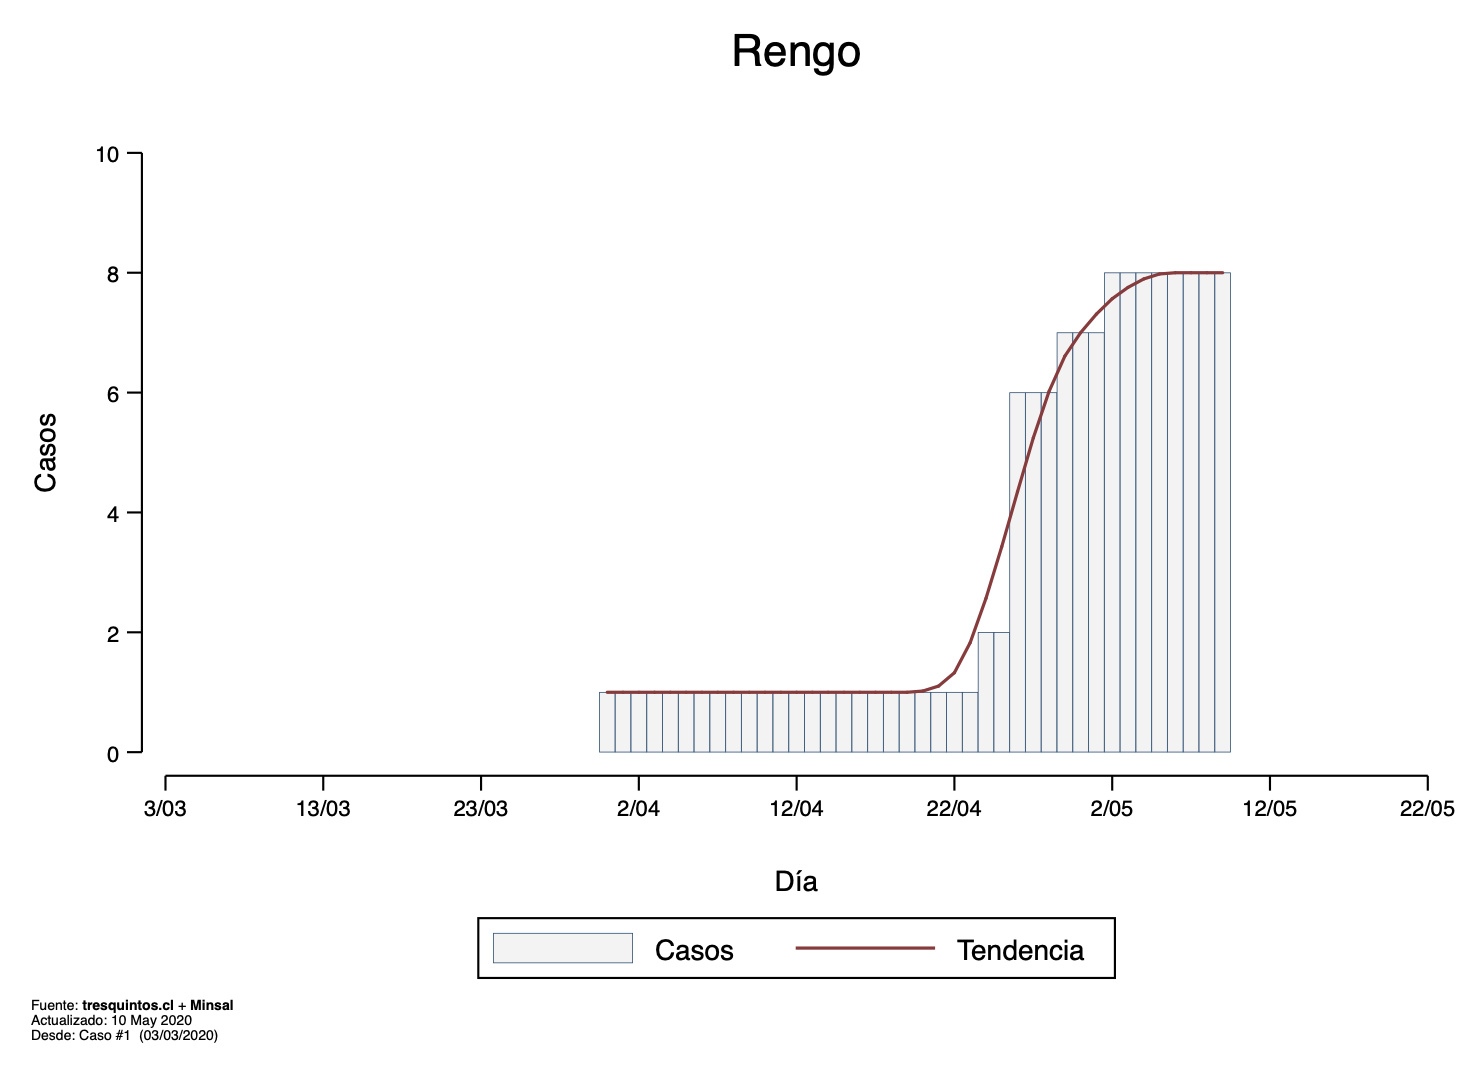 Rengo
10
8
6
4
2
0
Casos
3/03 13/03 23/03 2/04 12/04 22/04 2/05 12/05 22/05
Día
Casos Tendencia
Fuente: tresquintos.cl + Minsal
Actualizado: 10 May 2020
Desde: Caso #1  (03/03/2020)